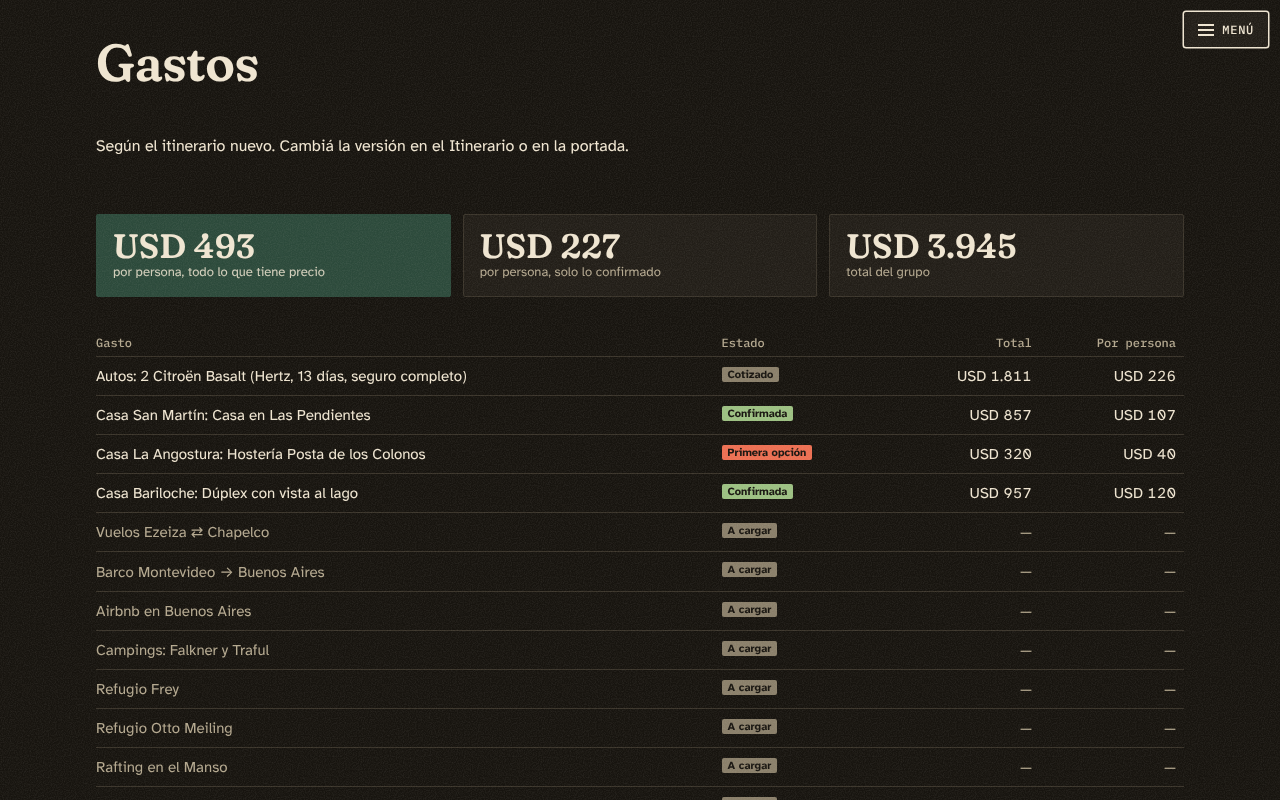 MENÚ
Gastos
Según el itinerario nuevo. Cambiá la versión en el Itinerario o en la portada.
USD 493
por persona, todo lo que tiene precio
USD 227
por persona, solo lo confirmado
USD 3.945
total del grupo
Gasto Estado Total Por persona
Autos: 2 Citroën Basalt (Hertz, 13 días, seguro completo) Cotizado USD 1.811 USD 226
Casa San Martín: Casa en Las Pendientes Confirmada USD 857 USD 107
Casa La Angostura: Hostería Posta de los Colonos Primera opción USD 320 USD 40
Casa Bariloche: Dúplex con vista al lago Confirmada USD 957 USD 120
Vuelos Ezeiza ⇄ Chapelco A cargar — —
Barco Montevideo → Buenos Aires A cargar — —
Airbnb en Buenos Aires A cargar — —
Campings: Falkner y Traful A cargar — —
Refugio Frey A cargar — —
Refugio Otto Meiling A cargar — —
Rafting en el Manso A cargar — —